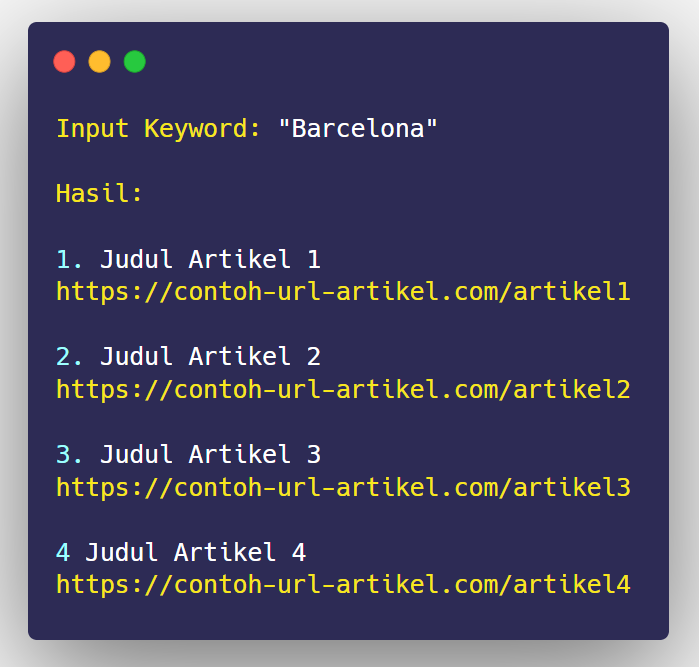 Input Keyword: "Barcelona"
Hasil:
1. Judul Artikel 1
https://contoh-url-artikel.com/artikel1
2. Judul Artikel 2
https://contoh-url-artikel.com/artikel2
3. Judul Artikel 3
https://contoh-url-artikel.com/artikel3
4 Judul Artikel 4
https://contoh-url-artikel.com/artikel4